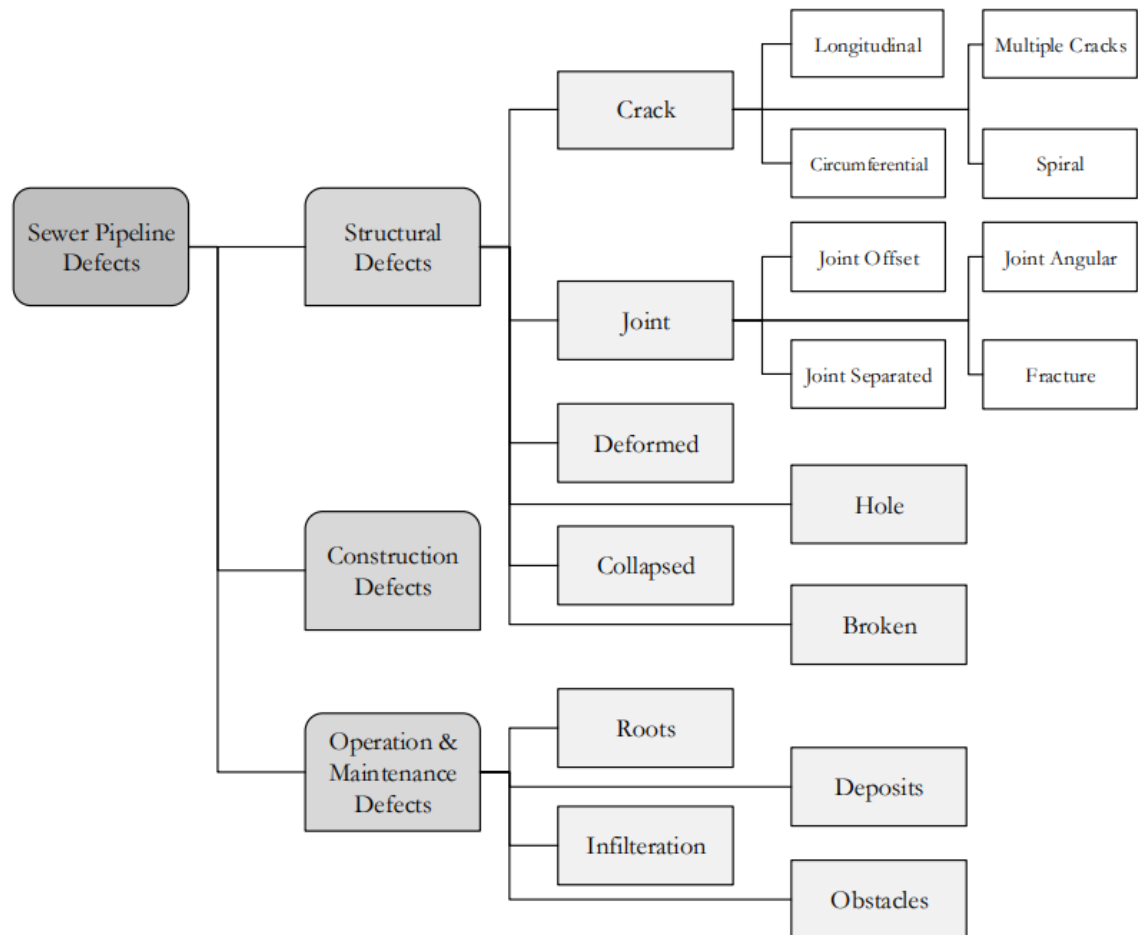 Longitudinal
Multiple Cracks
Crack
Circumferential
Spiral
Sewer Pipeline
Defects
Structural
Defects
Joint Offset
Joint Angular
Joint
Joint Separated
Fracture
Deformed
Hole
Construction
Defects
Collapsed
Broken
Operation &
Maintenance
Defects
Roots
Deposits
Infilteration
Obstacles